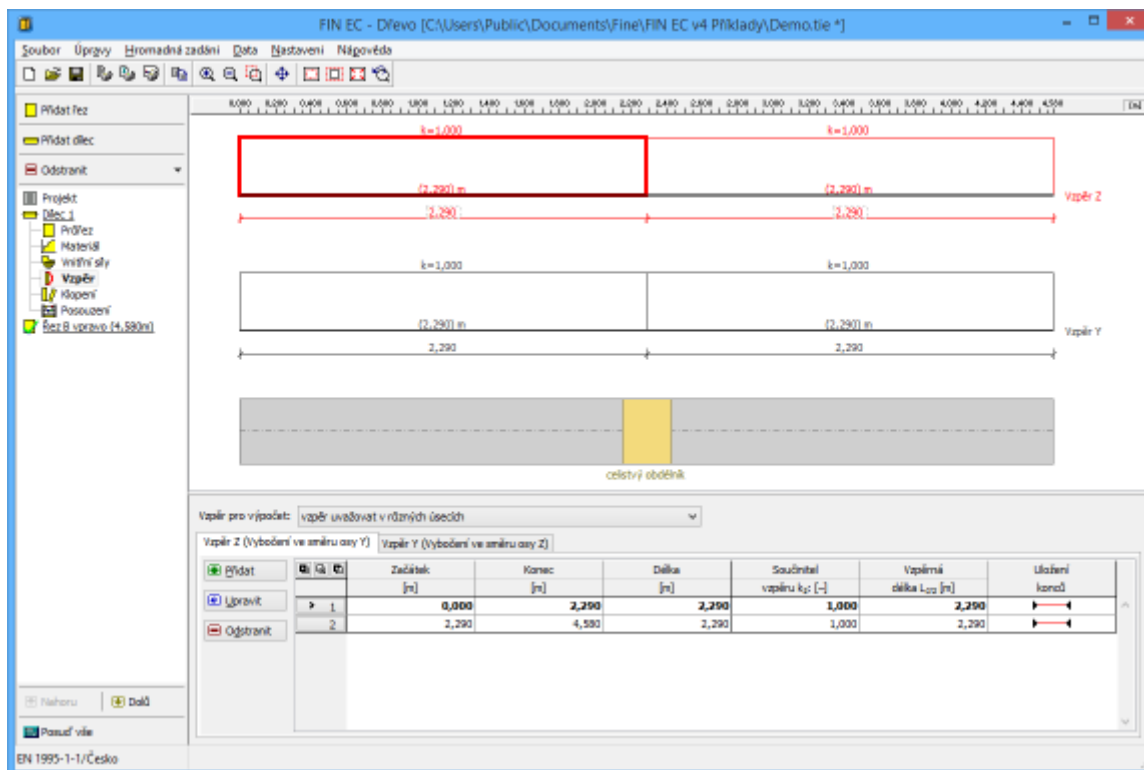 FIN EC - Dřevo [C:\Users\Public\Documents\Fine\FIN EC v4 Příklady\Demo.tie *]
Soubor Úpravy Hromadná zadání Data Nastavení Nápověda
Přidat řez
Přidat dílec
Odstranit
Projekt
Dílec 1
Průřez
Materiál
Vnitřní síly
Vzpěr
Klopení
Posouzení
Řez B vpravo (4,580m)
[m]
k=1,000 k=1,000
(2,290) m (2,290) m
Vzpěr Z
2,290 2,290
k=1,000 k=1,000
(2,290) m (2,290) m
Vzpěr Y
2,290 2,290
celistvý obdélník
Vzpěr pro výpočet: vzpěr uvažovat v různých úsecích
Vzpěr Z (Vybočení ve směru osy Y) Vzpěr Y (Vybočení ve směru osy Z)
Přidat
Upravit
Odstranit
Začátek Konec Délka Součinitel Vzpěrná Uložení
[m] [m] [m] vzpěru [-] délka [m] konců
1 0,000 2,290 2,290 1,000 2,290
2 2,290 4,580 2,290 1,000 2,290
Nahoru Dolů
Posuď vše
EN 1995-1-1/Česko